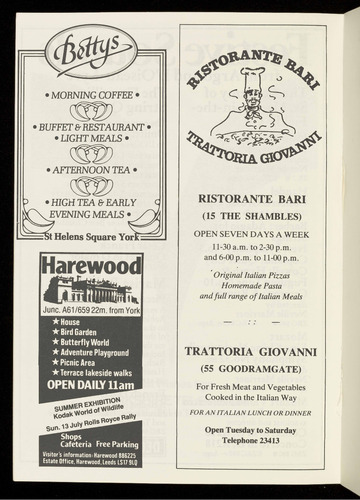 Bettys
• MORNING COFFEE •
• BUFFET & RESTAURANT •
• LIGHT MEALS •
• AFTERNOON TEA •
• HIGH TEA & EARLY
EVENING MEALS •
St Helens Square York
Harewood
Junc. A61/659 22m. from York
★ House
★ Bird Garden
★ Butterfly World
★ Adventure Playground
★ Picnic Area
★ Terrace lakeside walks
OPEN DAILY 11am
SUMMER EXHIBITION
Kodak World of Wildlife
Sun. 13 July Rolls Royce Rally
Shops
Cafeteria Free Parking
Visitor's information: Harewood 886225
Estate Office, Harewood, Leeds LS17 9LQ
RISTORANTE BARI
TRATTORIA GIOVANNI
RISTORANTE BARI
(15 THE SHAMBLES)
OPEN SEVEN DAYS A WEEK
11-30 a.m. to 2-30 p.m.
and 6-00 p.m. to 11-00 p.m.
Original Italian Pizzas
Homemade Pasta
and full range of Italian Meals
TRATTORIA GIOVANNI
(55 GOODRAMGATE)
For Fresh Meat and Vegetables
Cooked in the Italian Way
FOR AN ITALIAN LUNCH OR DINNER
Open Tuesday to Saturday
Telephone 23413